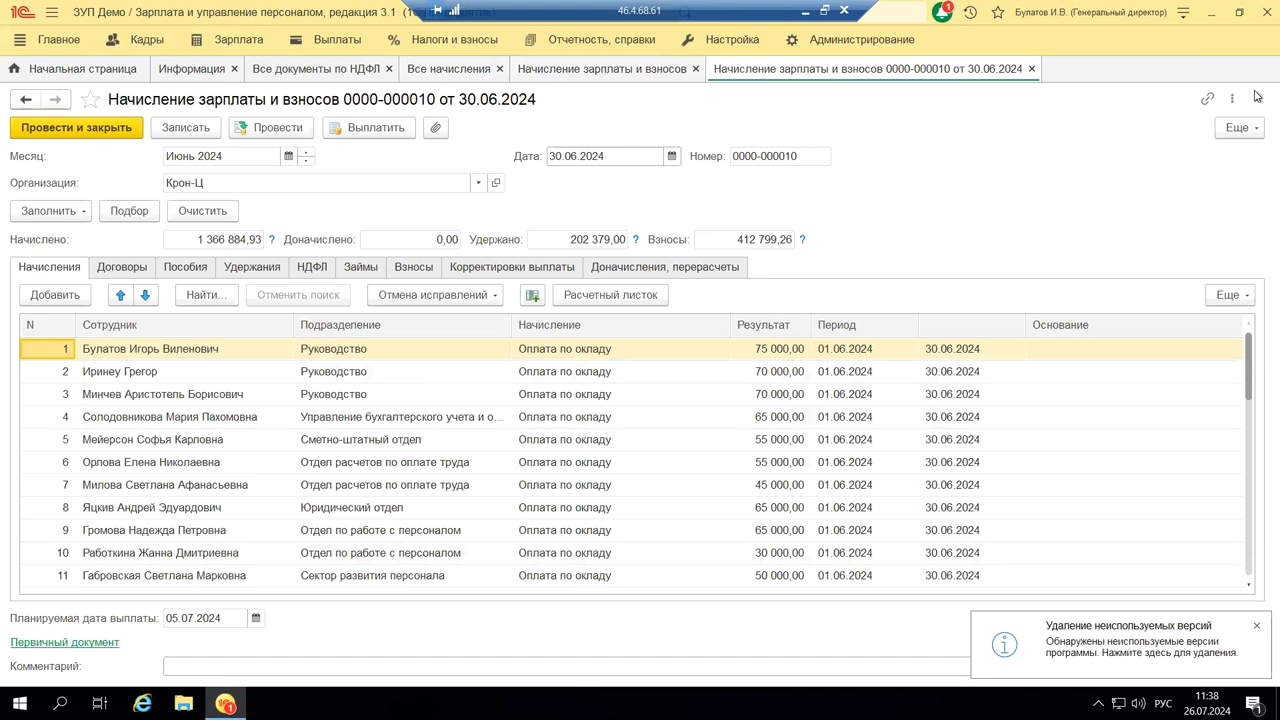 ЗУП Демо / Зарплата и управление персоналом, редакция 3.1 (1С
46.4.68.61
1
Булатов И.В. (Генеральный директор)
Главное Кадры Зарплата Выплаты Налоги и взносы Отчетность, справки Настройка Администрирование
Начальная страница Информация × Все документы по НДФЛ × Все начисления × Начисление зарплаты и взносов × Начисление зарплаты и взносов 0000-000010 от 30.06.2024 ×
Начисление зарплаты и взносов 0000-000010 от 30.06.2024
Провести и закрыть Записать Провести Выплатить Еще
Месяц: Июнь 2024 Дата: 30.06.2024 Номер: 0000-000010
Организация: Крон-Ц
Заполнить Подбор Очистить
Начислено: 1 366 884,93 ? Доначислено: 0,00 Удержано: 202 379,00 ? Взносы: 412 799,26 ?
Начисления Договоры Пособия Удержания НДФЛ Займы Взносы Корректировки выплаты Доначисления, перерасчеты
Добавить Найти... Отменить поиск Отмена исправлений Расчетный листок Еще
N Сотрудник Подразделение Начисление Результат Период Основание
1 Булатов Игорь Виленович Руководство Оплата по окладу 75 000,00 01.06.2024 30.06.2024
2 Иринеу Грегор Руководство Оплата по окладу 70 000,00 01.06.2024 30.06.2024
3 Минчев Аристотель Борисович Руководство Оплата по окладу 70 000,00 01.06.2024 30.06.2024
4 Солодовникова Мария Пахомовна Управление бухгалтерского учета и о... Оплата по окладу 65 000,00 01.06.2024 30.06.2024
5 Мейерсон Софья Карловна Сметно-штатный отдел Оплата по окладу 55 000,00 01.06.2024 30.06.2024
6 Орлова Елена Николаевна Отдел расчетов по оплате труда Оплата по окладу 55 000,00 01.06.2024 30.06.2024
7 Милова Светлана Афанасьевна Отдел расчетов по оплате труда Оплата по окладу 45 000,00 01.06.2024 30.06.2024
8 Яцкив Андрей Эдуардович Юридический отдел Оплата по окладу 65 000,00 01.06.2024 30.06.2024
9 Громова Надежда Петровна Отдел по работе с персоналом Оплата по окладу 65 000,00 01.06.2024 30.06.2024
10 Работкина Жанна Дмитриевна Отдел по работе с персоналом Оплата по окладу 30 000,00 01.06.2024 30.06.2024
11 Габровская Светлана Марковна Сектор развития персонала Оплата по окладу 50 000,00 01.06.2024 30.06.2024
Планируемая дата выплаты: 05.07.2024
Первичный документ
Комментарий:
Удаление неиспользуемых версий
Обнаружены неиспользуемые версии
программы. Нажмите здесь для удаления.
РУС
11:38
26.07.2024
1